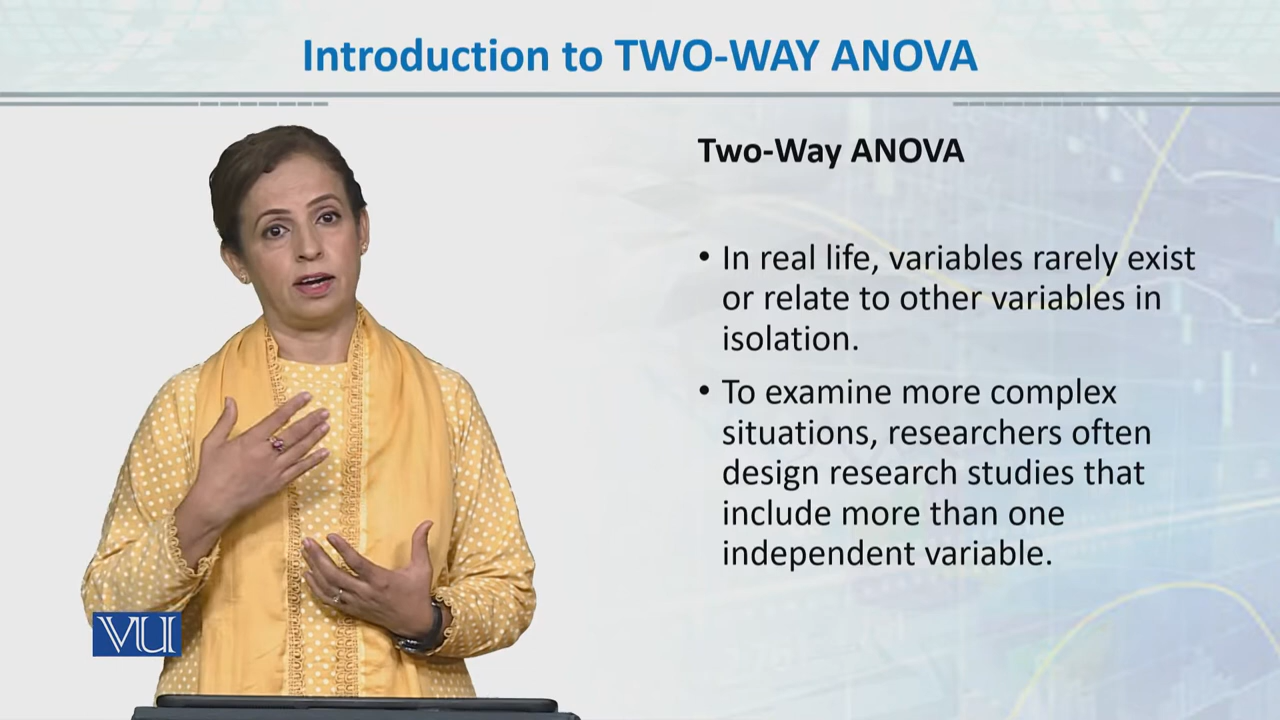 Introduction to TWO-WAY ANOVA
Two-Way ANOVA
• In real life, variables rarely exist
or relate to other variables in
isolation.
• To examine more complex
situations, researchers often
design research studies that
include more than one
independent variable.
VU